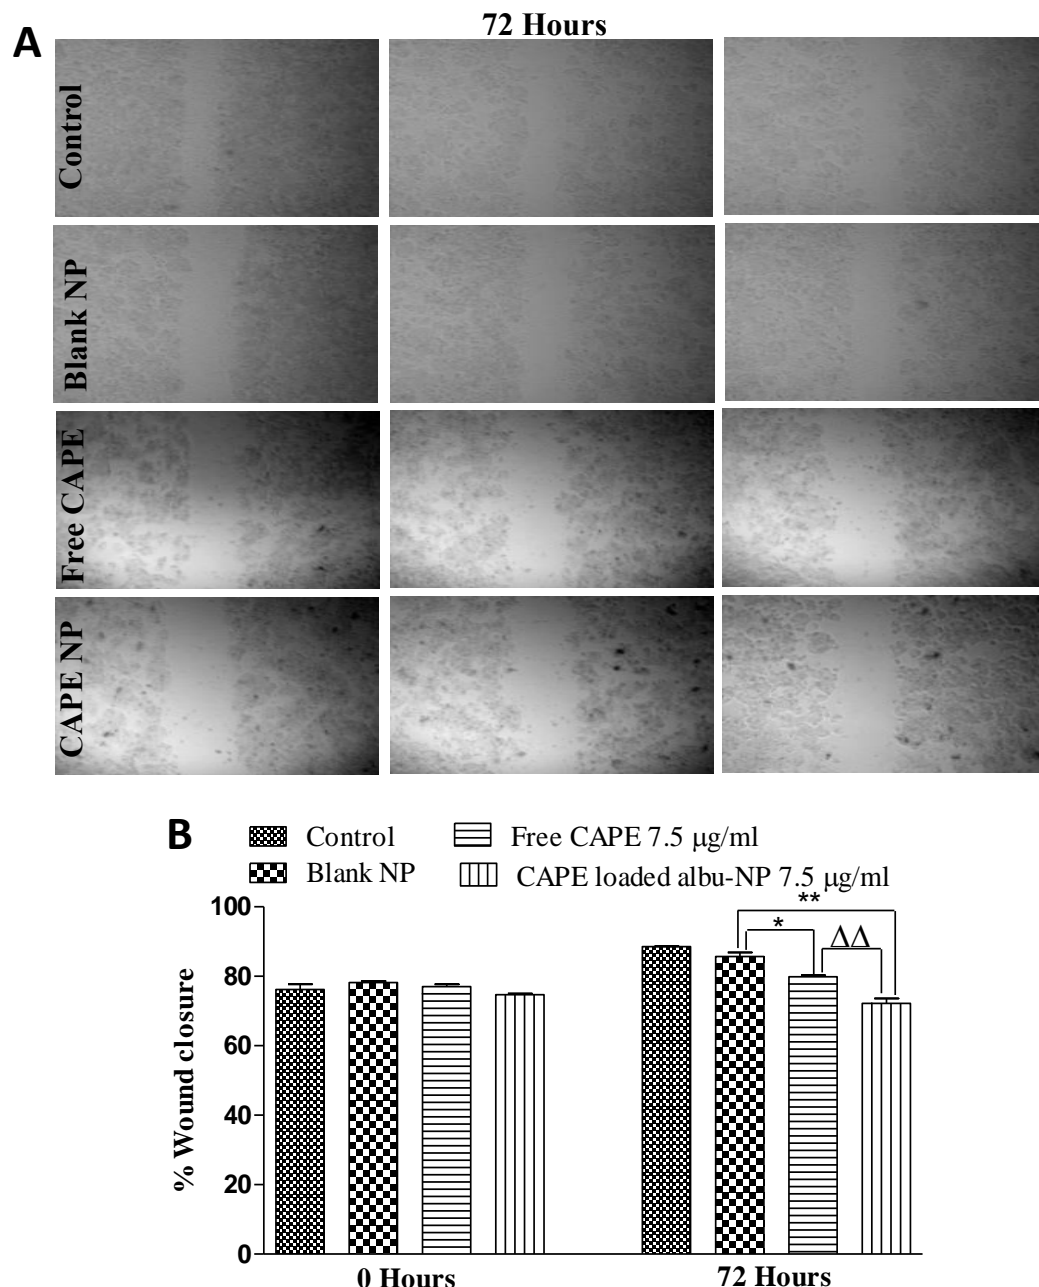 A
72 Hours
Control
Blank NP
Free CAPE
CAPE NP
B
Control
Free CAPE 7.5 µg/ml
Blank NP
CAPE loaded albu-NP 7.5 µg/ml
% Wound closure
100
80
60
40
20
0
**
*
ΔΔ
0 Hours
72 Hours